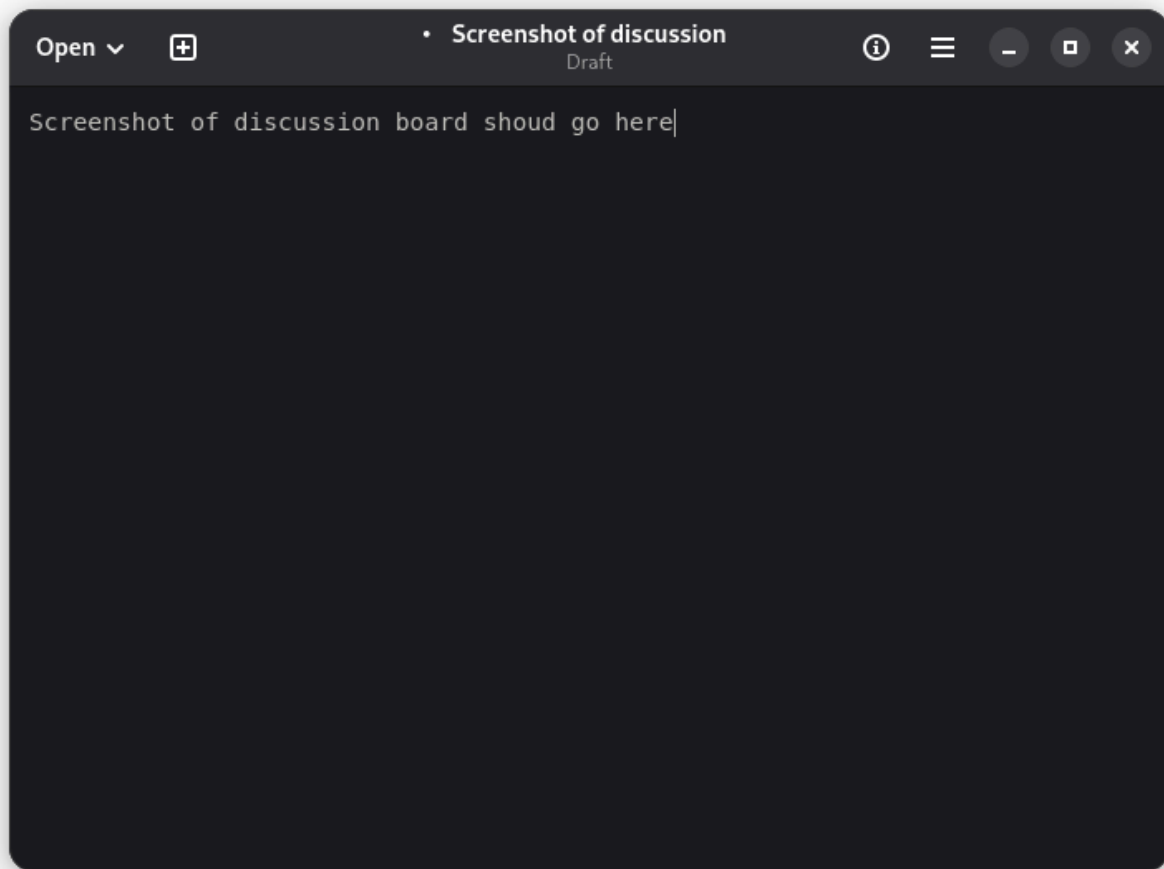 Open
• Screenshot of discussion
Draft
Screenshot of discussion board shoud go here